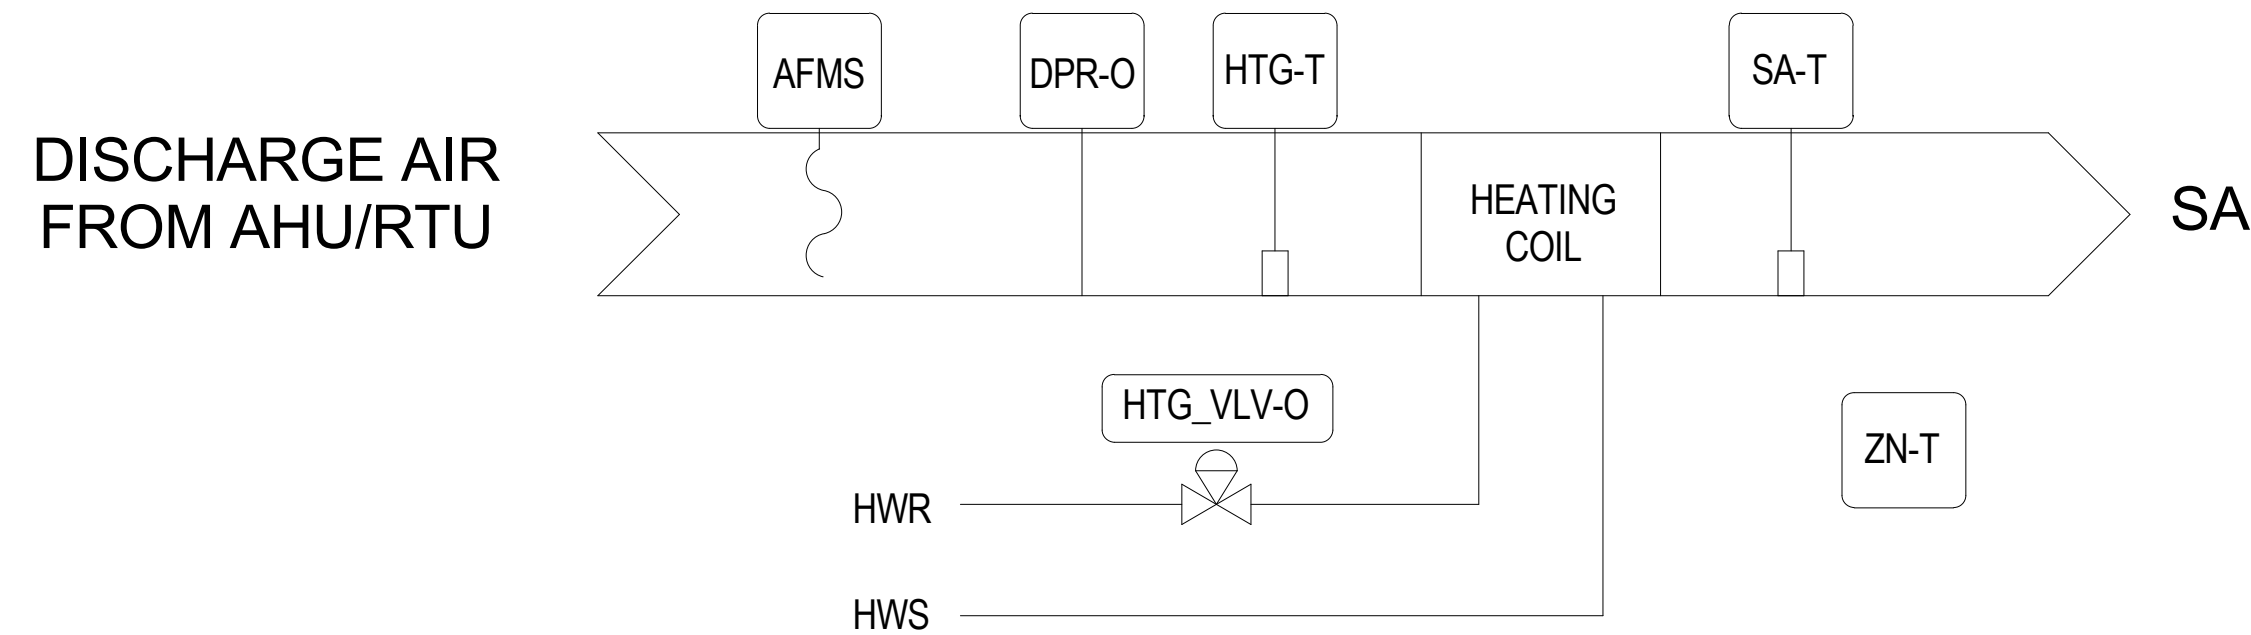 AFMS
DPR-O
HTG-T
SA-T
DISCHARGE AIR
FROM AHU/RTU
HEATING
COIL
SA
HTG_VLV-O
ZN-T
HWR
HWS